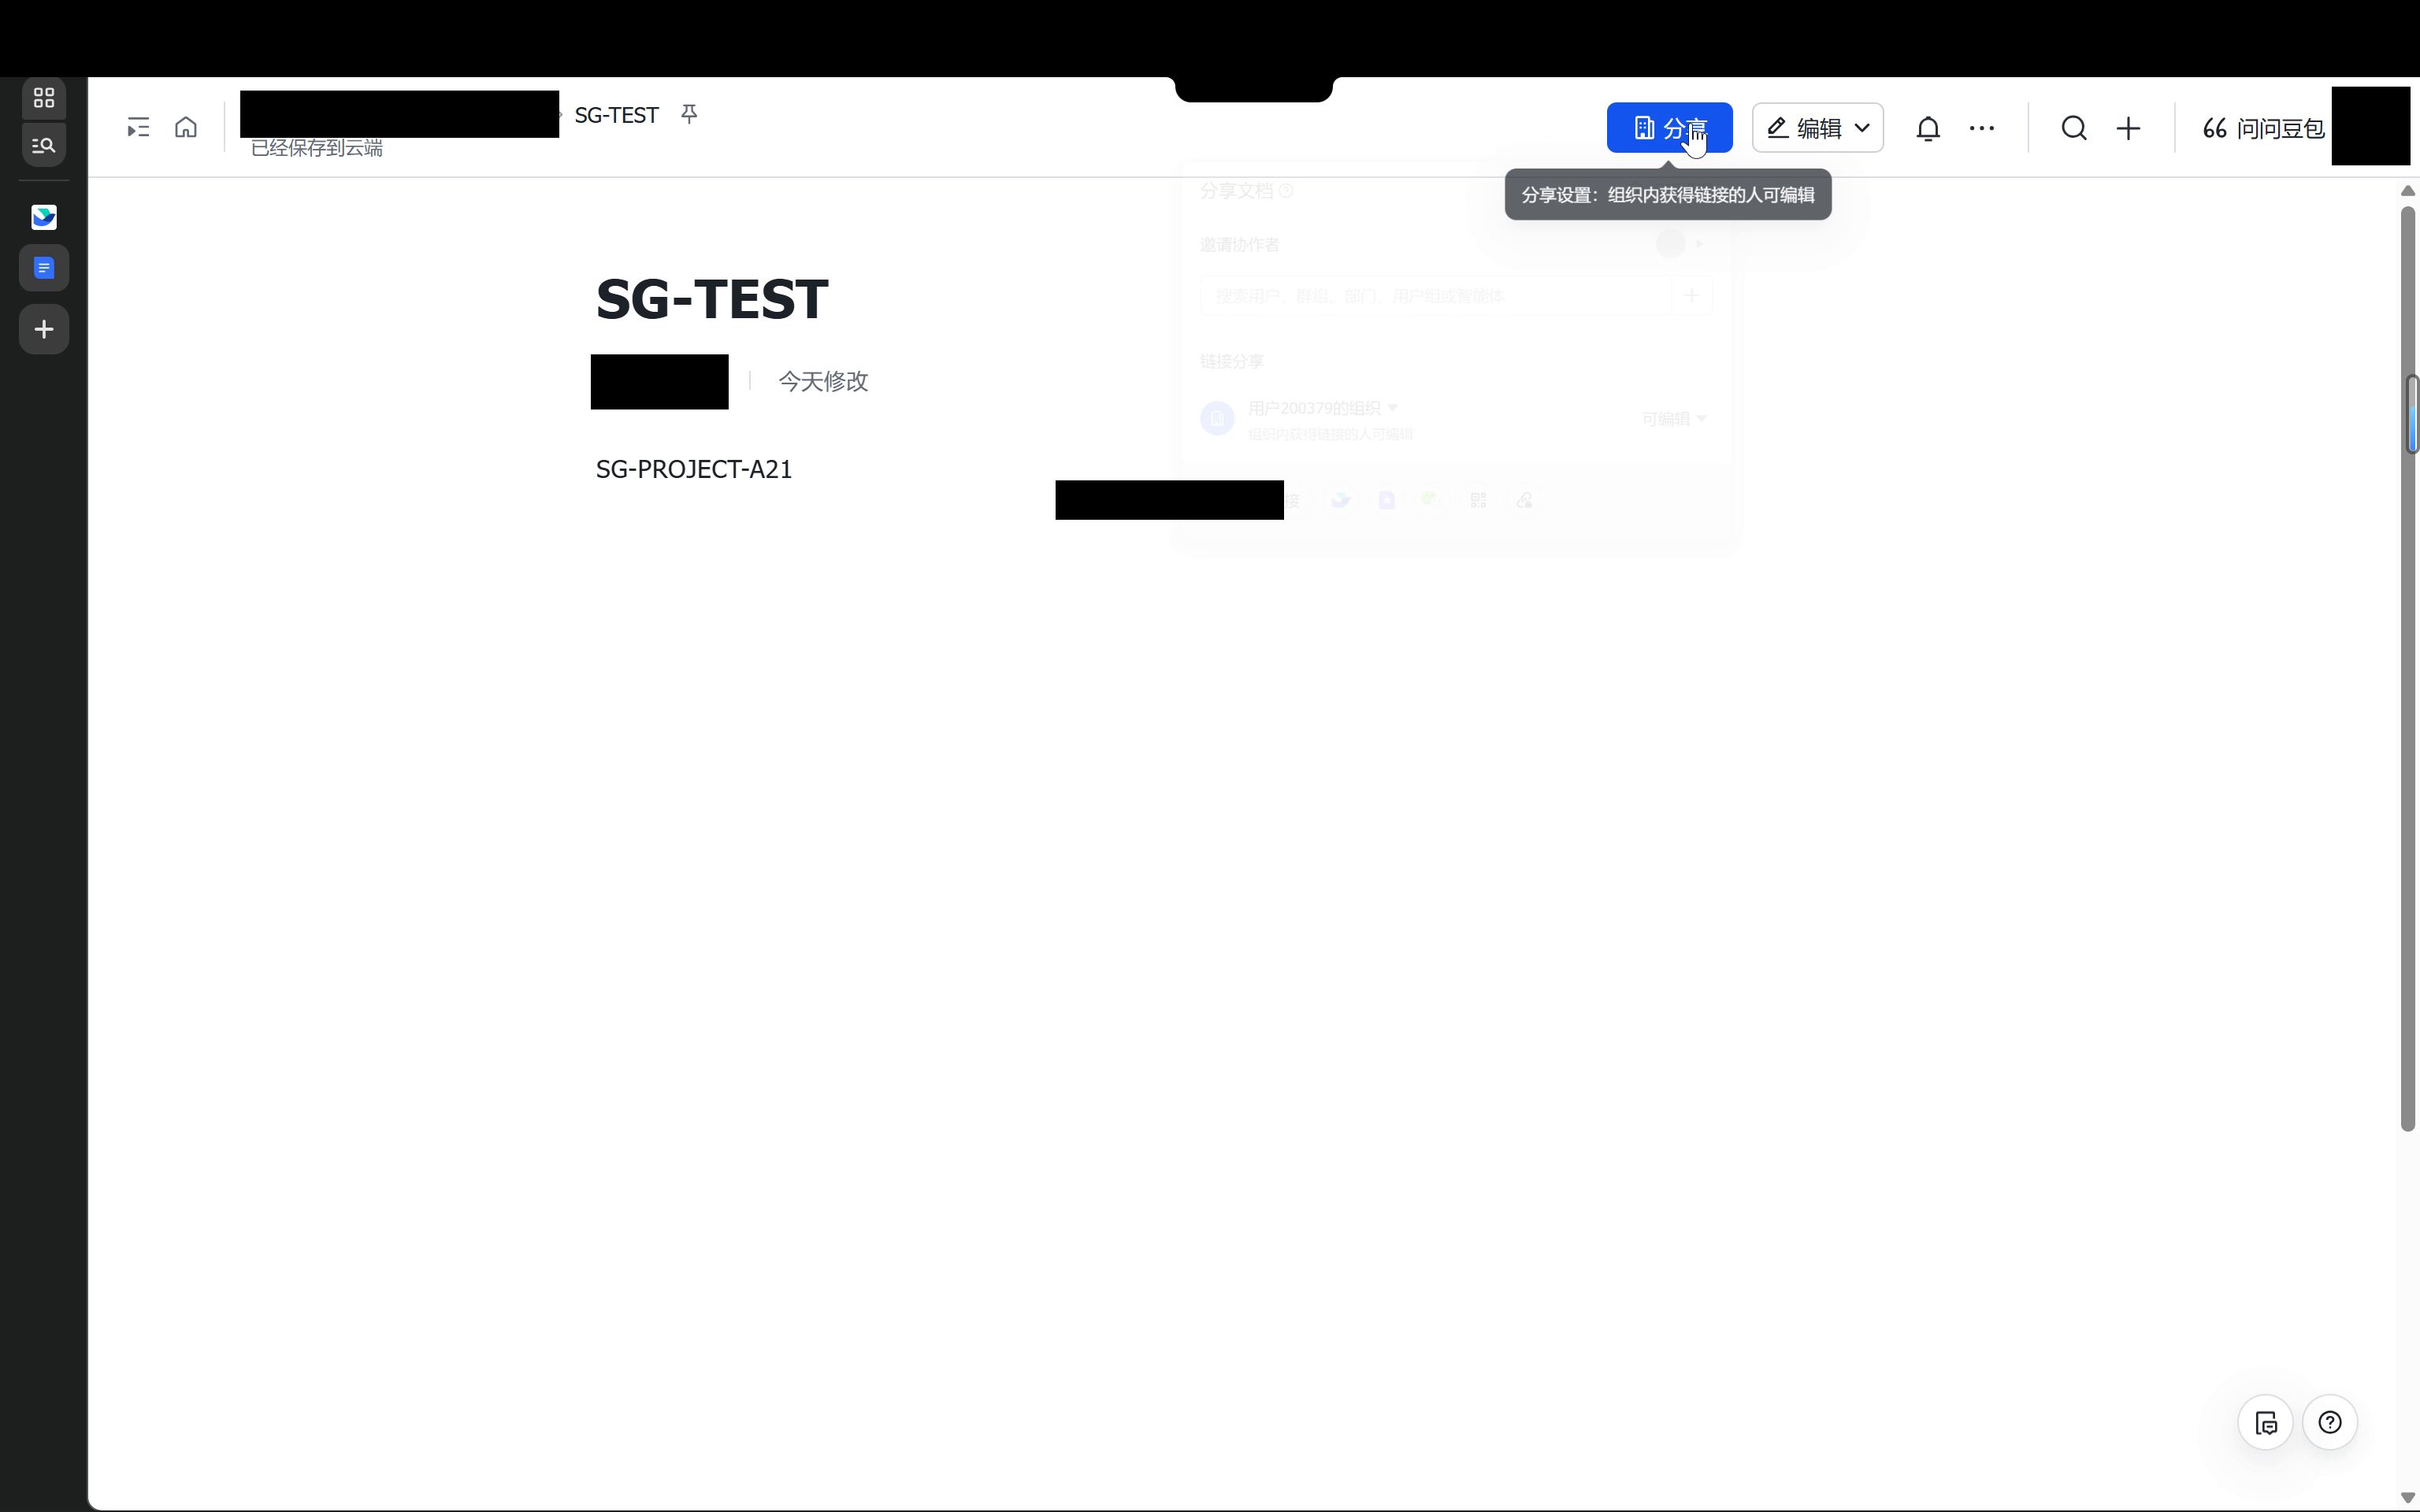 SG-TEST
已经保存到云端
分享
编辑
问问豆包
分享设置：组织内获得链接的人可编辑
分享文档
邀请协作者
搜索用户、群组、部门、用户组或智能体
链接分享
用户200379的组织
可编辑
组织内获得链接的人可编辑
接
SG-TEST
今天修改
SG-PROJECT-A21